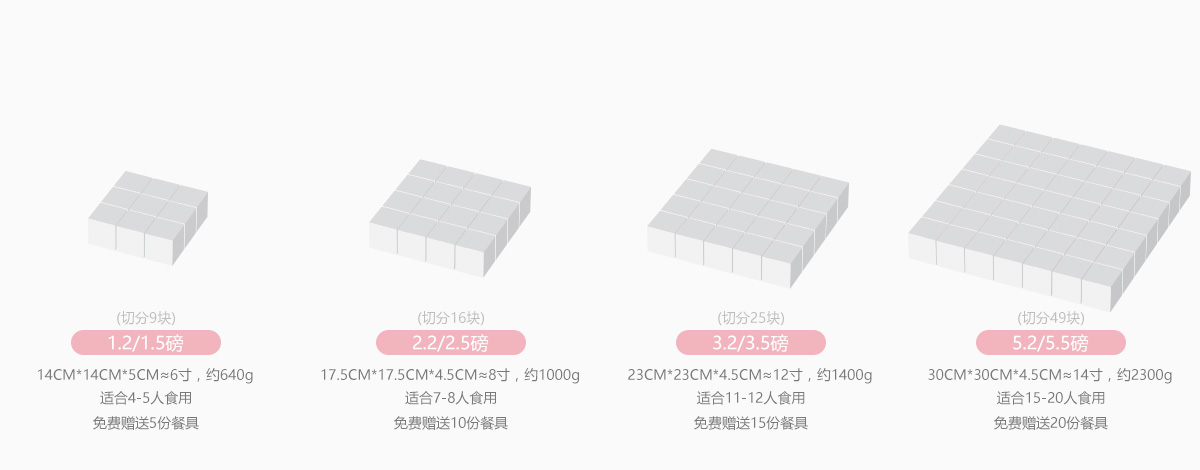 (切分9块)
1.2/1.5磅
14CM*14CM*5CM≈6寸，约640g
适合4-5人食用
免费赠送5份餐具
(切分16块)
2.2/2.5磅
17.5CM*17.5CM*4.5CM≈8寸，约1000g
适合7-8人食用
免费赠送10份餐具
(切分25块)
3.2/3.5磅
23CM*23CM*4.5CM≈12寸，约1400g
适合11-12人食用
免费赠送15份餐具
(切分49块)
5.2/5.5磅
30CM*30CM*4.5CM≈14寸，约2300g
适合15-20人食用
免费赠送20份餐具